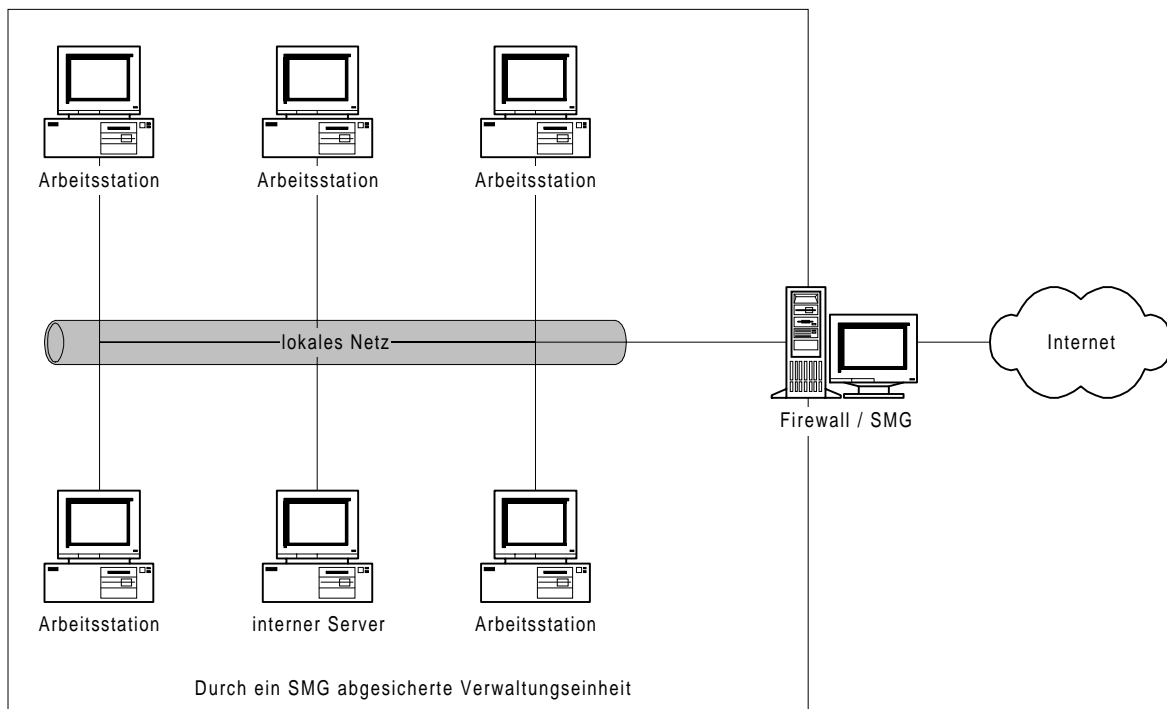 Arbeitsstation
Arbeitsstation
Arbeitsstation
lokales Netz
Internet
Firewall / SMG
Arbeitsstation
interner Server
Arbeitsstation
Durch ein SMG abgesicherte Verwaltungseinheit